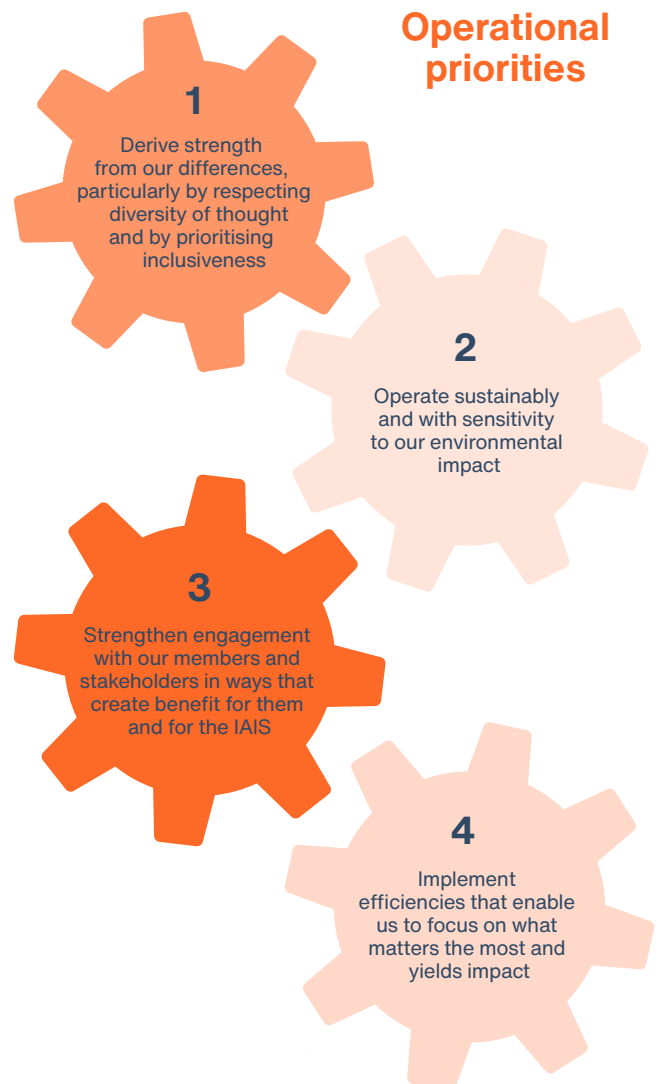 Operational
priorities
1
Derive strength
from our differences,
particularly by respecting
diversity of thought
and by prioritising
inclusiveness
2
Operate sustainably
and with sensitivity
to our environmental
impact
3
Strengthen engagement
with our members and
stakeholders in ways that
create benefit for them
and for the IAIS
4
Implement
efficiencies that enable
us to focus on what
matters the most and
yields impact